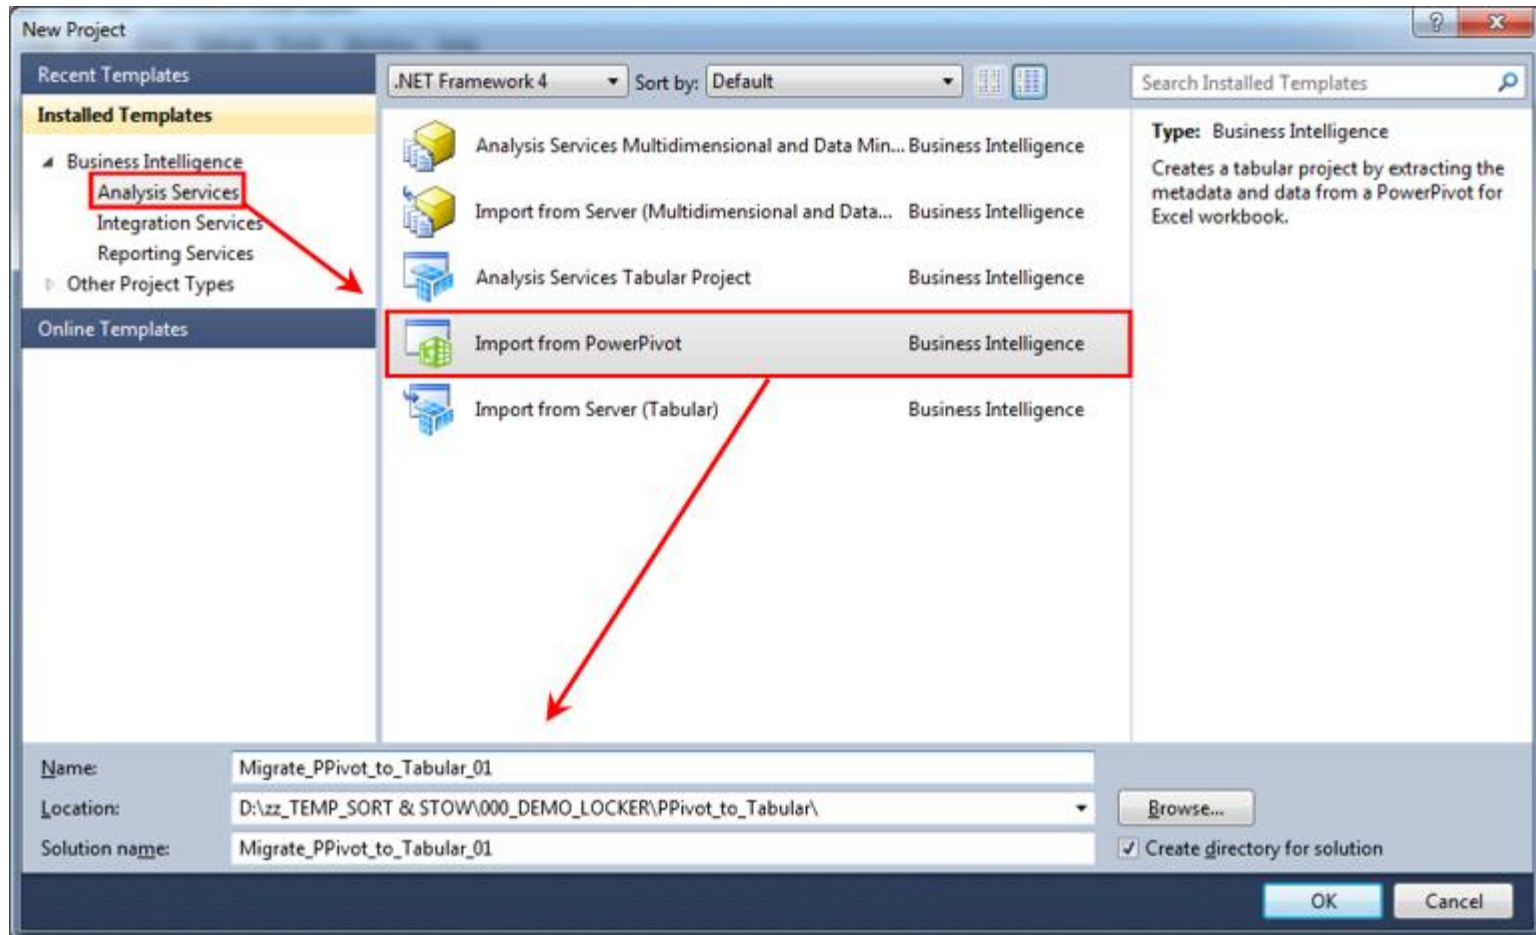 New Project
Recent Templates
Installed Templates
Business Intelligence
Analysis Services
Integration Services
Reporting Services
Other Project Types
Online Templates
.NET Framework 4
Sort by: Default
Search Installed Templates
Analysis Services Multidimensional and Data Min... Business Intelligence
Import from Server (Multidimensional and Data... Business Intelligence
Analysis Services Tabular Project Business Intelligence
Import from PowerPivot Business Intelligence
Import from Server (Tabular) Business Intelligence
Type: Business Intelligence
Creates a tabular project by extracting the
metadata and data from a PowerPivot for
Excel workbook.
Name: Migrate_PPivot_to_Tabular_01
Location: D:\zz_TEMP_SORT & STOW\000_DEMO_LOCKER\PPivot_to_Tabular\
Browse...
Solution name: Migrate_PPivot_to_Tabular_01
Create directory for solution
OK
Cancel